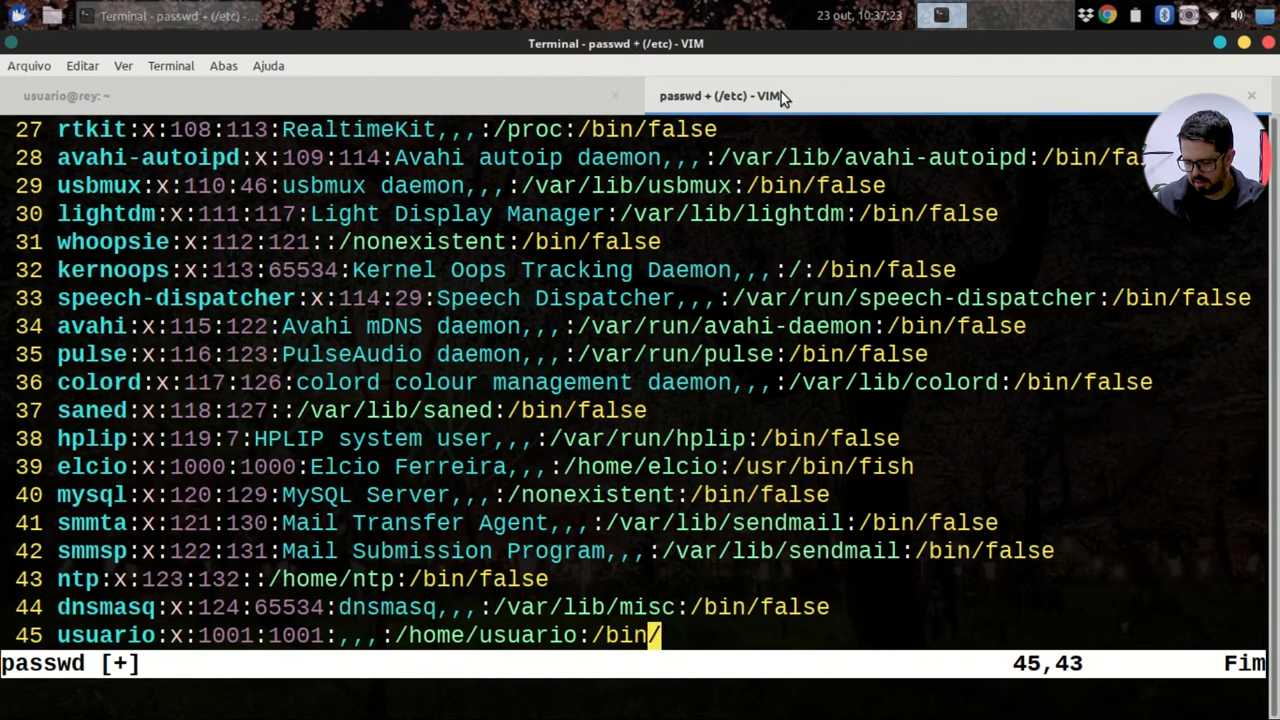 Terminal - passwd + (/etc) -...
23 out, 10:37:23
Terminal - passwd + (/etc) - VIM
Arquivo Editar Ver Terminal Abas Ajuda
usuario@rey: ~
passwd + (/etc) - VIM
27 rtkit:x:108:113:RealtimeKit,,,:/proc:/bin/false
28 avahi-autoipd:x:109:114:Avahi autoip daemon,,,:/var/lib/avahi-autoipd:/bin/fa
29 usbmux:x:110:46:usbmux daemon,,,:/var/lib/usbmux:/bin/false
30 lightdm:x:111:117:Light Display Manager:/var/lib/lightdm:/bin/false
31 whoopsie:x:112:121::/nonexistent:/bin/false
32 kernoops:x:113:65534:Kernel Oops Tracking Daemon,,,:/:/bin/false
33 speech-dispatcher:x:114:29:Speech Dispatcher,,,:/var/run/speech-dispatcher:/bin/false
34 avahi:x:115:122:Avahi mDNS daemon,,,:/var/run/avahi-daemon:/bin/false
35 pulse:x:116:123:PulseAudio daemon,,,:/var/run/pulse:/bin/false
36 colord:x:117:126:colord colour management daemon,,,:/var/lib/colord:/bin/false
37 saned:x:118:127::/var/lib/saned:/bin/false
38 hplip:x:119:7:HPLIP system user,,,:/var/run/hplip:/bin/false
39 elcio:x:1000:1000:Elcio Ferreira,,,:/home/elcio:/usr/bin/fish
40 mysql:x:120:129:MySQL Server,,,:/nonexistent:/bin/false
41 smmta:x:121:130:Mail Transfer Agent,,,:/var/lib/sendmail:/bin/false
42 smmsp:x:122:131:Mail Submission Program,,,:/var/lib/sendmail:/bin/false
43 ntp:x:123:132::/home/ntp:/bin/false
44 dnsmasq:x:124:65534:dnsmasq,,,:/var/lib/misc:/bin/false
45 usuario:x:1001:1001:,,,:/home/usuario:/bin/
passwd [+] 45,43 Fim